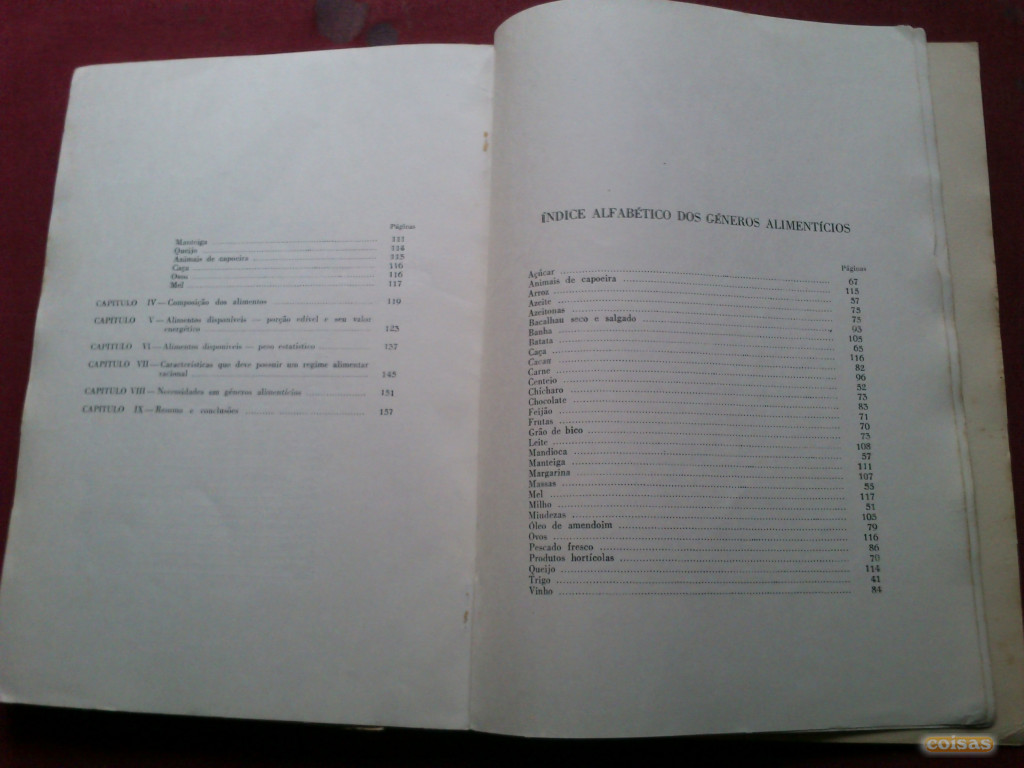 Páginas
Manteiga 111
Queijo 114
Animais de capoeira 115
Caça 116
Ovos 116
Mel 117
CAPITULO IV — Composição dos alimentos 119
CAPITULO V — Alimentos disponíveis — porção edível e seu valor
energético 123
CAPITULO VI — Alimentos disponíveis — peso estatístico 137
CAPITULO VII — Características que deve possuir um regime alimentar
racional 145
CAPITULO VIII — Necessidades em géneros alimentícios 151
CAPITULO IX — Resumo e conclusões 157
ÍNDICE ALFABÉTICO DOS GÉNEROS ALIMENTÍCIOS
Páginas
Açúcar 67
Animais de capoeira 115
Arroz 57
Azeite 75
Azeitonas 75
Bacalhau seco e salgado 93
Banha 105
Batata 65
Caça 116
Cacau 82
Carne 96
Centeio 52
Chícharo 73
Chocolate 83
Feijão 71
Frutas 70
Grão de bico 73
Leite 108
Mandioca 57
Manteiga 111
Margarina 107
Massas 55
Mel 117
Milho 51
Miudezas 105
Óleo de amendoim 79
Ovos 116
Pescado fresco 86
Produtos hortícolas 70
Queijo 114
Trigo 41
Vinho 84
coisas